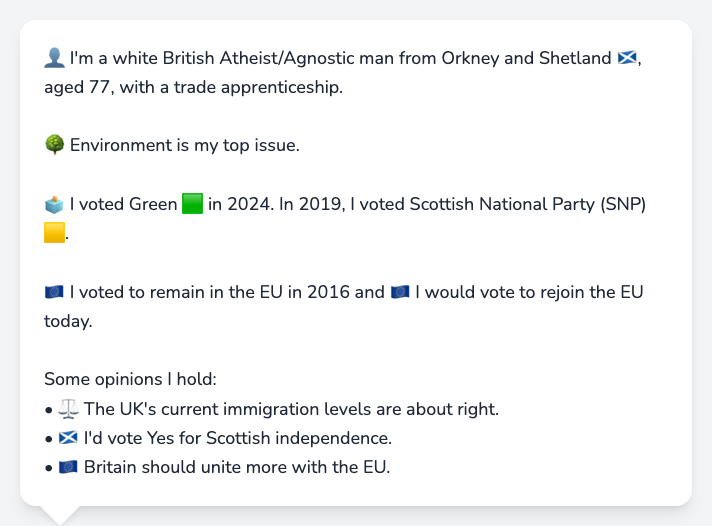 👤 I'm a white British Atheist/Agnostic man from Orkney and Shetland 🏴󠁧󠁢󠁳󠁣󠁴󠁿,
aged 77, with a trade apprenticeship.
🌳 Environment is my top issue.
🗳️ I voted Green 🟩 in 2024. In 2019, I voted Scottish National Party (SNP)
🟨.
🇪🇺 I voted to remain in the EU in 2016 and 🇪🇺 I would vote to rejoin the EU
today.
Some opinions I hold:
• ⚖️ The UK's current immigration levels are about right.
• 🏴󠁧󠁢󠁳󠁣󠁴󠁿 I'd vote Yes for Scottish independence.
• 🇪🇺 Britain should unite more with the EU.